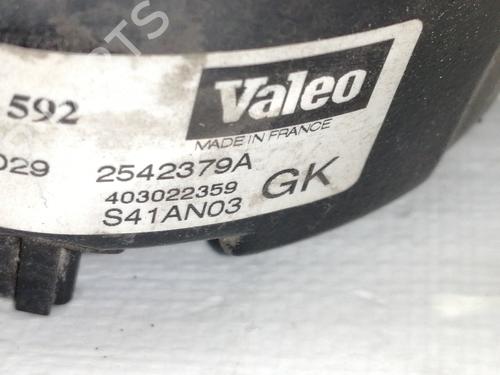 Valeo
592
MADE IN FRANCE
029 2542379A
403022359 GK
S41AN03